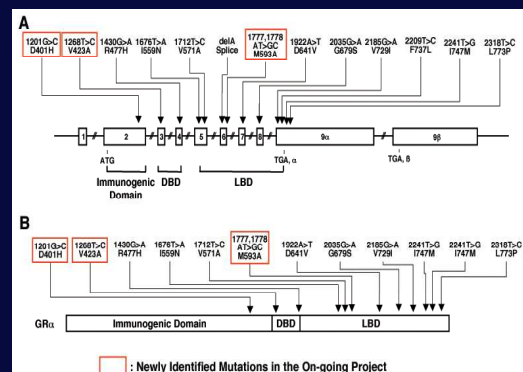 A
1201G>C 1268T>C 1430G>A 1676T>A 1712T>C delA 1777,1778 1922A>T 2035G>A 2185G>A 2209T>C 2241T>G 2318T>C
D401H V423A R477H I559N V571A Splice AT>GC D641V G679S V729I F737L I747M L773P
M593A
1 2 3 4 5 6 7 8 9α 9β
ATG TGA, α TGA, ß
Immunogenic DBD LBD
Domain
B
1201G>C 1268T>C 1430G>A 1676T>A 1712T>C 1777,1778 1922A>T 2035G>A 2185G>A 2241T>G 2241T>G 2318T>C
D401H V423A R477H I559N V571A AT>GC D641V G679S V729I I747M I747M L773P
M593A
GRα Immunogenic Domain DBD LBD
: Newly Identified Mutations in the On-going Project